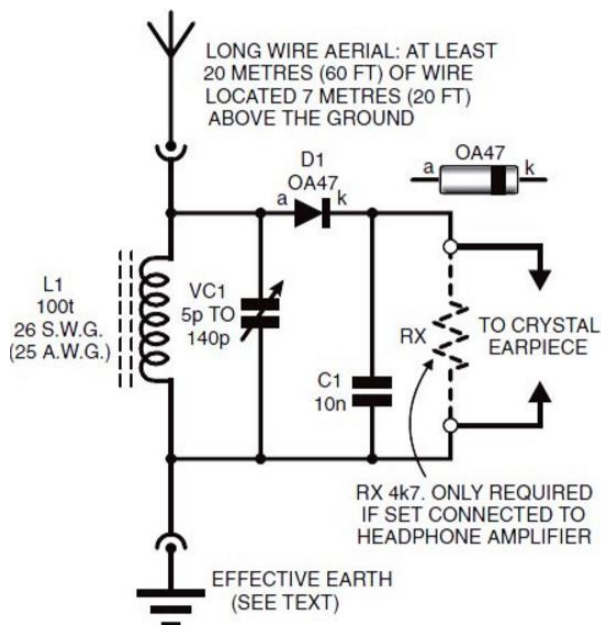 LONG WIRE AERIAL: AT LEAST
20 METRES (60 FT) OF WIRE
LOCATED 7 METRES (20 FT)
ABOVE THE GROUND
D1
OA47
a
k
OA47
a
k
L1
100t
26 S.W.G.
(25 A.W.G.)
VC1
5p TO
140p
C1
10n
RX
TO CRYSTAL
EARPIECE
RX 4k7. ONLY REQUIRED
IF SET CONNECTED TO
HEADPHONE AMPLIFIER
EFFECTIVE EARTH
(SEE TEXT)